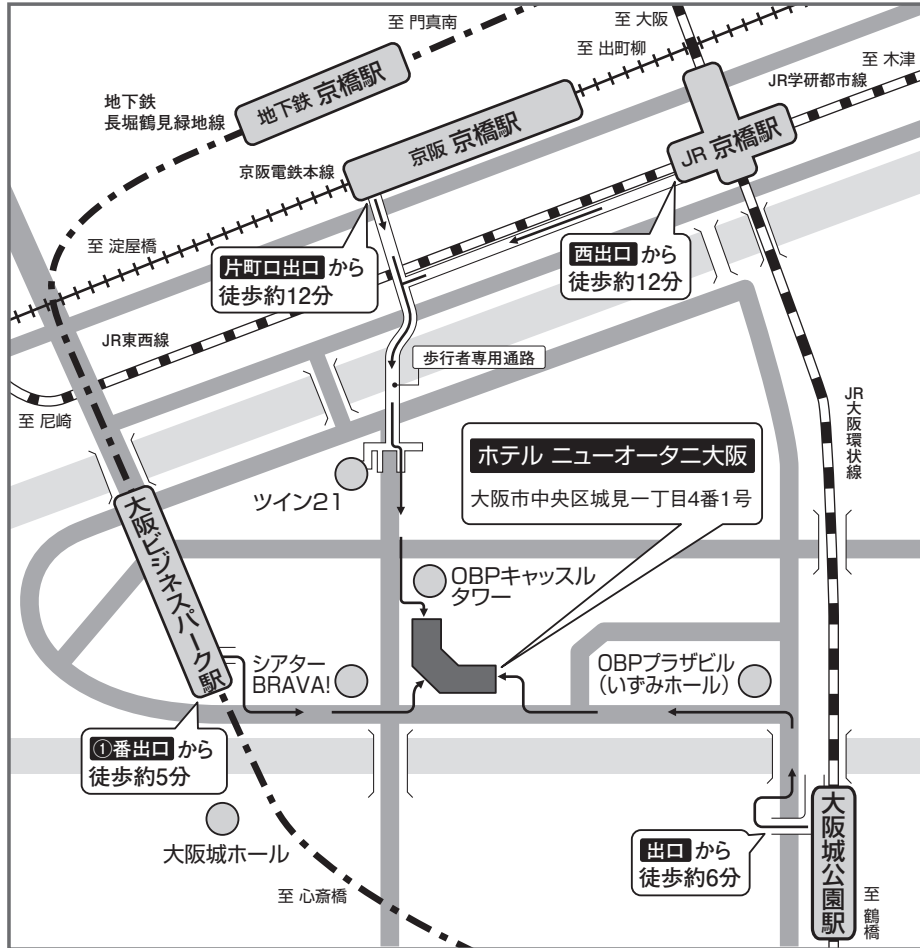 至 門真南
至 大阪
至 出町柳
至 木津
JR学研都市線
地下鉄
長堀鶴見緑地線
地下鉄 京橋駅
京阪 京橋駅
JR 京橋駅
京阪電鉄本線
至 淀屋橋
片町口出口 から
徒歩約12分
西出口 から
徒歩約12分
JR東西線
歩行者専用通路
至 尼崎
JR大阪環状線
ホテル ニューオータニ大阪
大阪市中央区城見一丁目4番1号
ツイン21
大阪ビジネスパーク駅
OBPキャッスル
タワー
シアター
BRAVA!
OBPプラザビル
(いずみホール)
①番出口 から
徒歩約5分
大阪城ホール
出口 から
徒歩約6分
大阪城公園駅
至 心斎橋
至 鶴橋